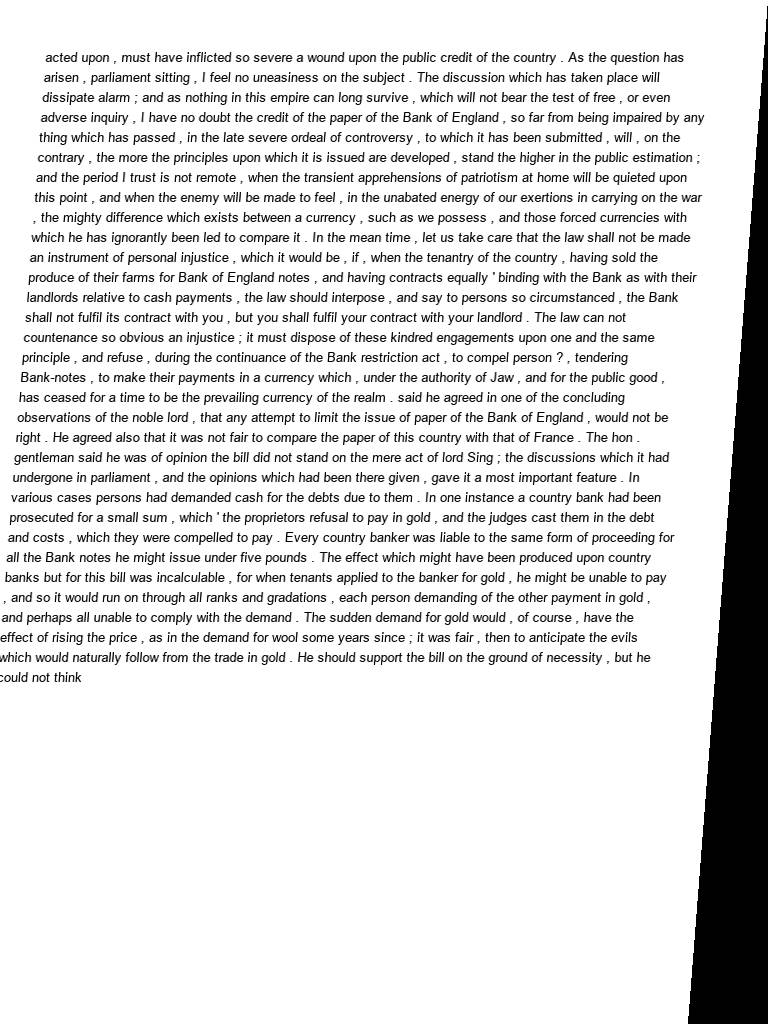 acted upon , must have inflicted so severe a wound upon the public credit of the country . As the question has
arisen , parliament sitting , I feel no uneasiness on the subject . The discussion which has taken place will
dissipate alarm ; and as nothing in this empire can long survive , which will not bear the test of free , or even
adverse inquiry , I have no doubt the credit of the paper of the Bank of England , so far from being impaired by any
thing which has passed , in the late severe ordeal of controversy , to which it has been submitted , will , on the
contrary , the more the principles upon which it is issued are developed , stand the higher in the public estimation ;
and the period I trust is not remote , when the transient apprehensions of patriotism at home will be quieted upon
this point , and when the enemy will be made to feel , in the unabated energy of our exertions in carrying on the war
, the mighty difference which exists between a currency , such as we possess , and those forced currencies with
which he has ignorantly been led to compare it . In the mean time , let us take care that the law shall not be made
an instrument of personal injustice , which it would be , if , when the tenantry of the country , having sold the
produce of their farms for Bank of England notes , and having contracts equally ' binding with the Bank as with their
landlords relative to cash payments , the law should interpose , and say to persons so circumstanced , the Bank
shall not fulfil its contract with you , but you shall fulfil your contract with your landlord . The law can not
countenance so obvious an injustice ; it must dispose of these kindred engagements upon one and the same
principle , and refuse , during the continuance of the Bank restriction act , to compel person ? , tendering
Bank-notes , to make their payments in a currency which , under the authority of Jaw , and for the public good ,
has ceased for a time to be the prevailing currency of the realm . said he agreed in one of the concluding
observations of the noble lord , that any attempt to limit the issue of paper of the Bank of England , would not be
right . He agreed also that it was not fair to compare the paper of this country with that of France . The hon .
gentleman said he was of opinion the bill did not stand on the mere act of lord Sing ; the discussions which it had
undergone in parliament , and the opinions which had been there given , gave it a most important feature . In
various cases persons had demanded cash for the debts due to them . In one instance a country bank had been
prosecuted for a small sum , which ' the proprietors refusal to pay in gold , and the judges cast them in the debt
and costs , which they were compelled to pay . Every country banker was liable to the same form of proceeding for
all the Bank notes he might issue under five pounds . The effect which might have been produced upon country
banks but for this bill was incalculable , for when tenants applied to the banker for gold , he might be unable to pay
, and so it would run on through all ranks and gradations , each person demanding of the other payment in gold ,
and perhaps all unable to comply with the demand . The sudden demand for gold would , of course , have the
effect of rising the price , as in the demand for wool some years since ; it was fair , then to anticipate the evils
which would naturally follow from the trade in gold . He should support the bill on the ground of necessity , but he
could not think